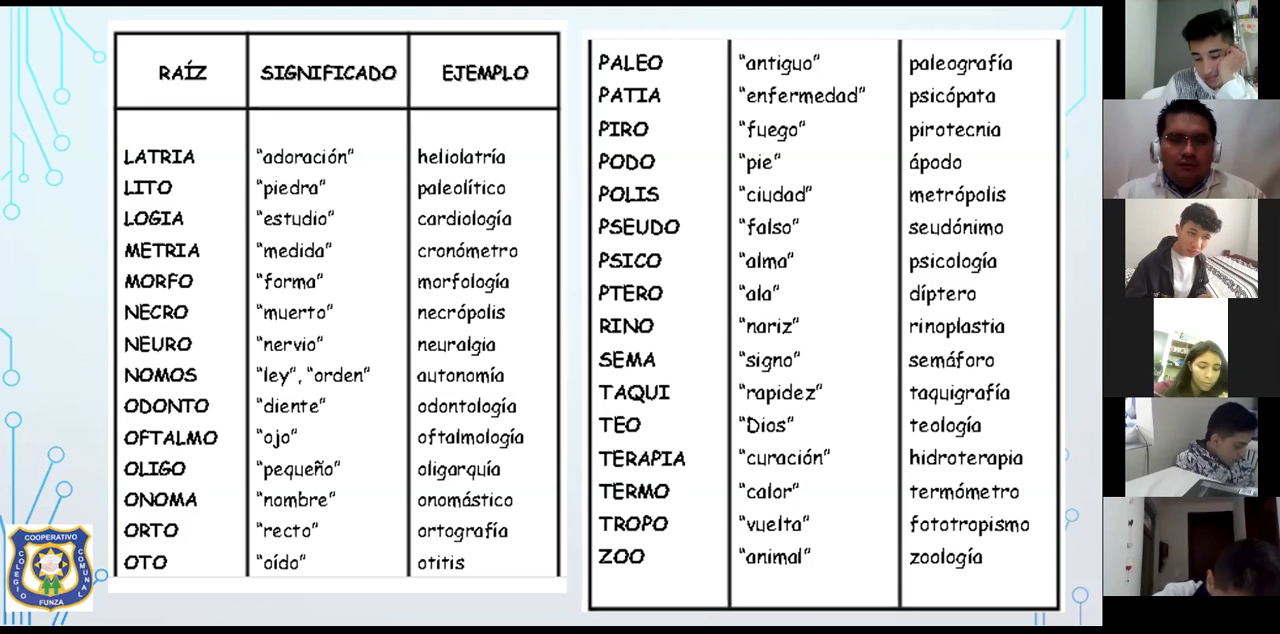 RAÍZ SIGNIFICADO EJEMPLO
LATRIA "adoración" heliolatría
LITO "piedra" paleolítico
LOGIA "estudio" cardiología
METRIA "medida" cronómetro
MORFO "forma" morfología
NECRO "muerto" necrópolis
NEURO "nervio" neuralgia
NOMOS "ley", "orden" autonomía
ODONTO "diente" odontología
OFTALMO "ojo" oftalmología
OLIGO "pequeño" oligarquía
ONOMA "nombre" onomástico
ORTO "recto" ortografía
OTO "oído" otitis
PALEO "antiguo" paleografía
PATIA "enfermedad" psicópata
PIRO "fuego" pirotecnia
PODO "pie" ápodo
POLIS "ciudad" metrópolis
PSEUDO "falso" seudónimo
PSICO "alma" psicología
PTERO "ala" díptero
RINO "nariz" rinoplastia
SEMA "signo" semáforo
TAQUI "rapidez" taquigrafía
TEO "Dios" teología
TERAPIA "curación" hidroterapia
TERMO "calor" termómetro
TROPO "vuelta" fototropismo
ZOO "animal" zoología
COOPERATIVO
COLEGIO
COMUNAL
FUNZA